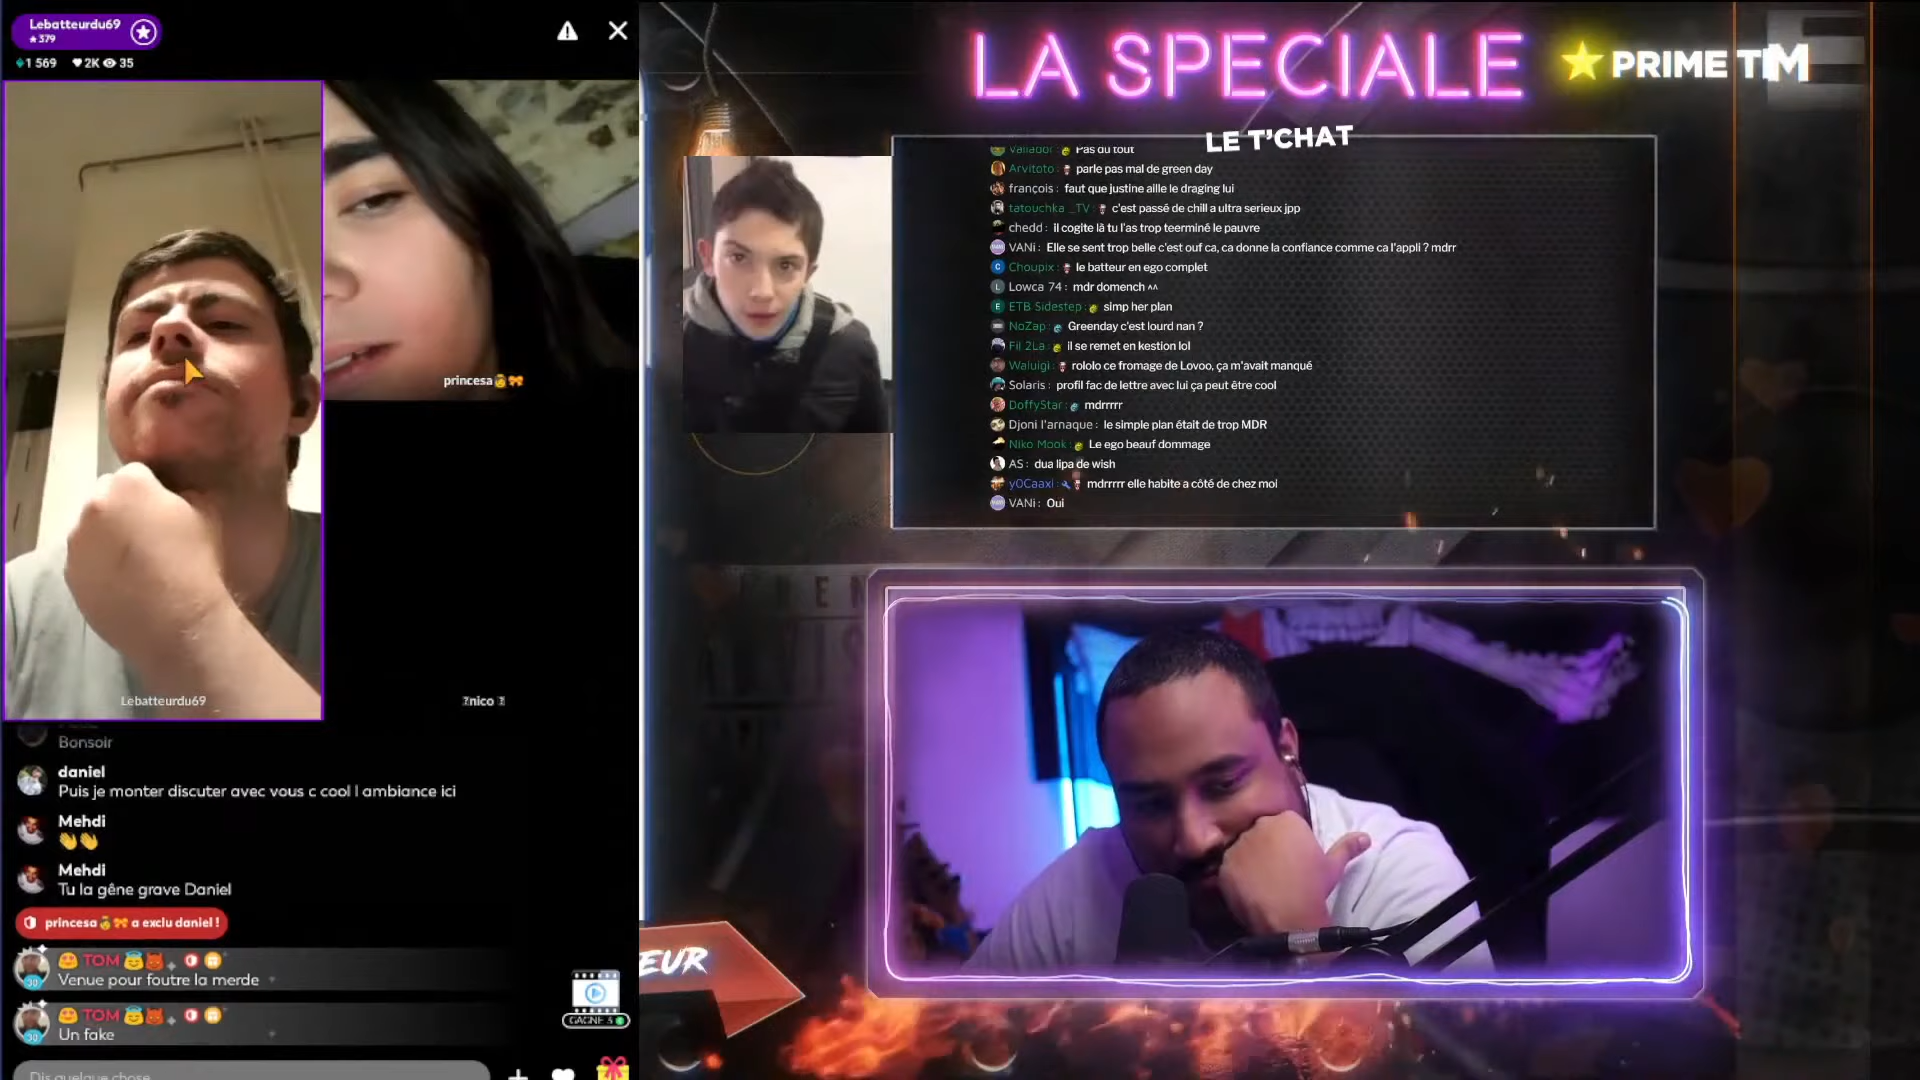 Lebatteurdu69
379
1 569 2K 35
princesa
Lebatteurdu69
nico
Bonsoir
daniel
Puis je monter discuter avec vous c cool l ambiance ici
Mehdi
👏👏
Mehdi
Tu la gêne grave Daniel
princesa a exclu daniel !
TOM
30
Venue pour foutre la merde
TOM
30
Un fake
GAGNE
Dis quelque chose
LA SPECIALE
PRIME TIM
LE T'CHAT
Vallador : Pas du tout
Arvitoto : parle pas mal de green day
françois : faut que justine aille le draging lui
tatouchka _TV : c'est passé de chill a ultra serieux jpp
chedd : il cogite là tu l'as trop teerminé le pauvre
VANi : Elle se sent trop belle c'est ouf ca, ca donne la confiance comme ca l'appli ? mdrr
Choupix : le batteur en ego complet
Lowca 74 : mdr domench ^^
ETB Sidestep : simp her plan
NoZap : Greenday c'est lourd nan ?
Fil 2La : il se remet en kestion lol
Waluigi : rololo ce fromage de Lovoo, ça m'avait manqué
Solaris : profil fac de lettre avec lui ça peut être cool
DoffyStar : mdrrrr
Djoni l'arnaque : le simple plan était de trop MDR
Niko Mook : Le ego beauf dommage
AS : dua lipa de wish
y0Caaxi : mdrrrrr elle habite a côté de chez moi
VANi : Oui
EUR